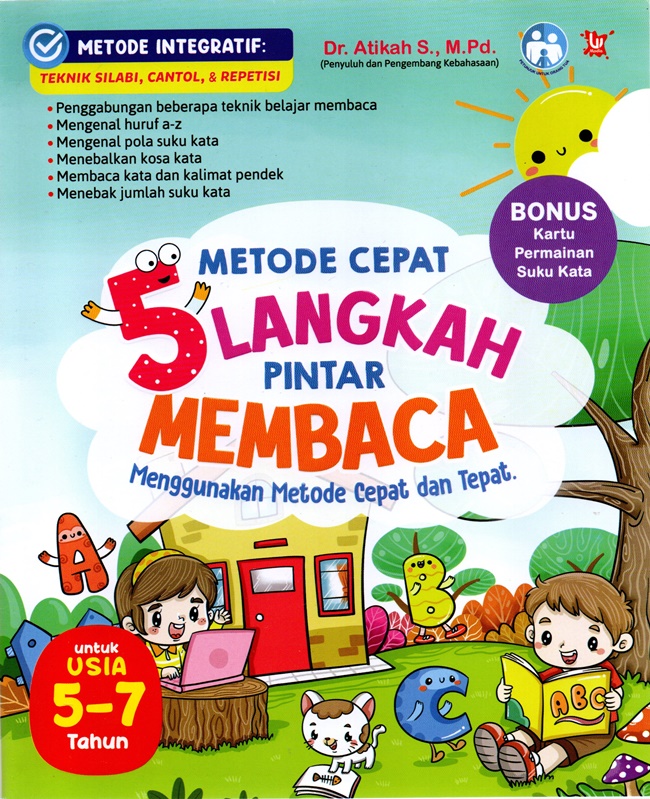 METODE INTEGRATIF:
TEKNIK SILABI, CANTOL, & REPETISI
Dr. Atikah S., M.Pd.
(Penyuluh dan Pengembang Kebahasaan)
• Penggabungan beberapa teknik belajar membaca
• Mengenal huruf a-z
• Mengenal pola suku kata
• Menebalkan kosa kata
• Membaca kata dan kalimat pendek
• Menebak jumlah suku kata
BONUS
Kartu
Permainan
Suku Kata
METODE CEPAT
5 LANGKAH
PINTAR
MEMBACA
Menggunakan Metode Cepat dan Tepat.
A
B
C
ABC
untuk
USIA
5-7
Tahun